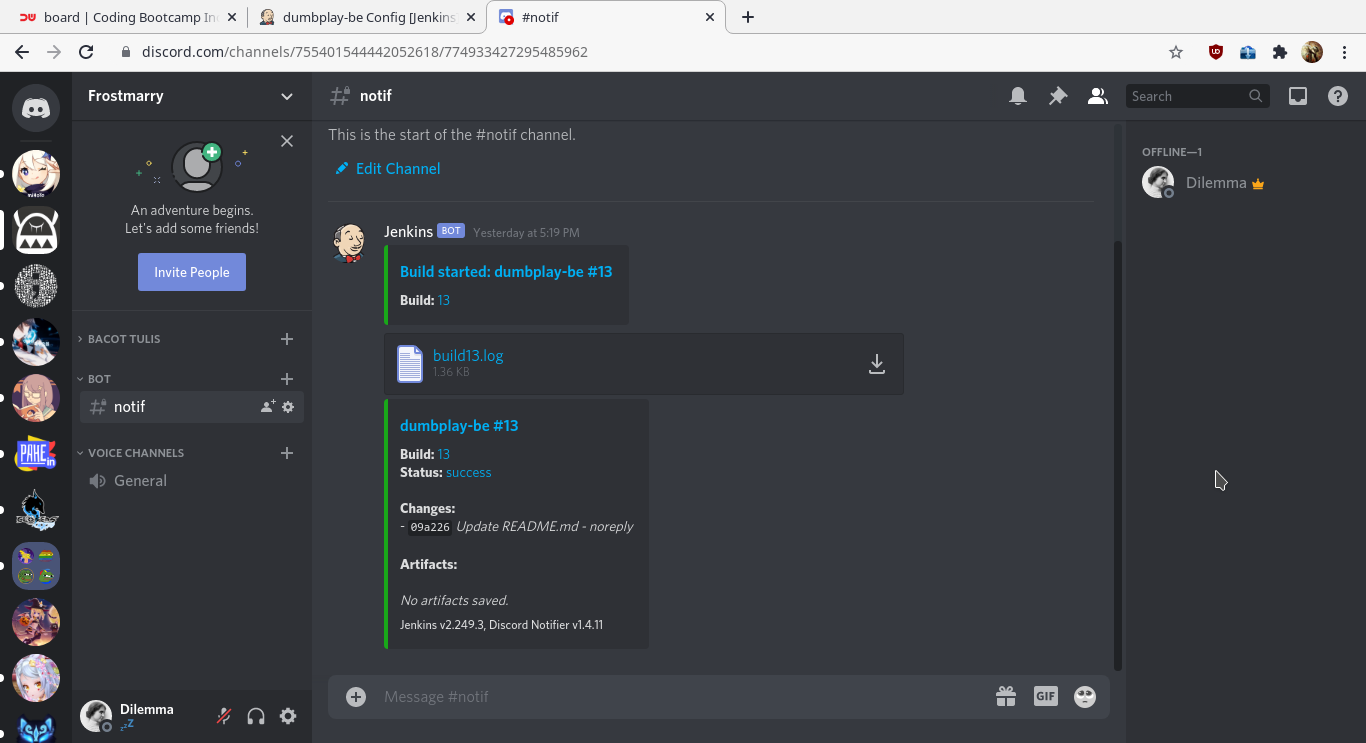 board | Coding Bootcamp In
dumbplay-be Config [Jenkins
#notif
discord.com/channels/755401544442052618/774933427295485962
Frostmarry
notif
Search
An adventure begins.
Let's add some friends!
Invite People
BACOT TULIS
BOT
notif
VOICE CHANNELS
General
Dilemma
zZZ
This is the start of the #notif channel.
Edit Channel
Jenkins BOT Yesterday at 5:19 PM
Build started: dumbplay-be #13
Build: 13
build13.log
1.36 KB
dumbplay-be #13
Build: 13
Status: success
Changes:
- 09a226 Update README.md - noreply
Artifacts:
No artifacts saved.
Jenkins v2.249.3, Discord Notifier v1.4.11
Message #notif
GIF
OFFLINE—1
Dilemma
PAHE.in